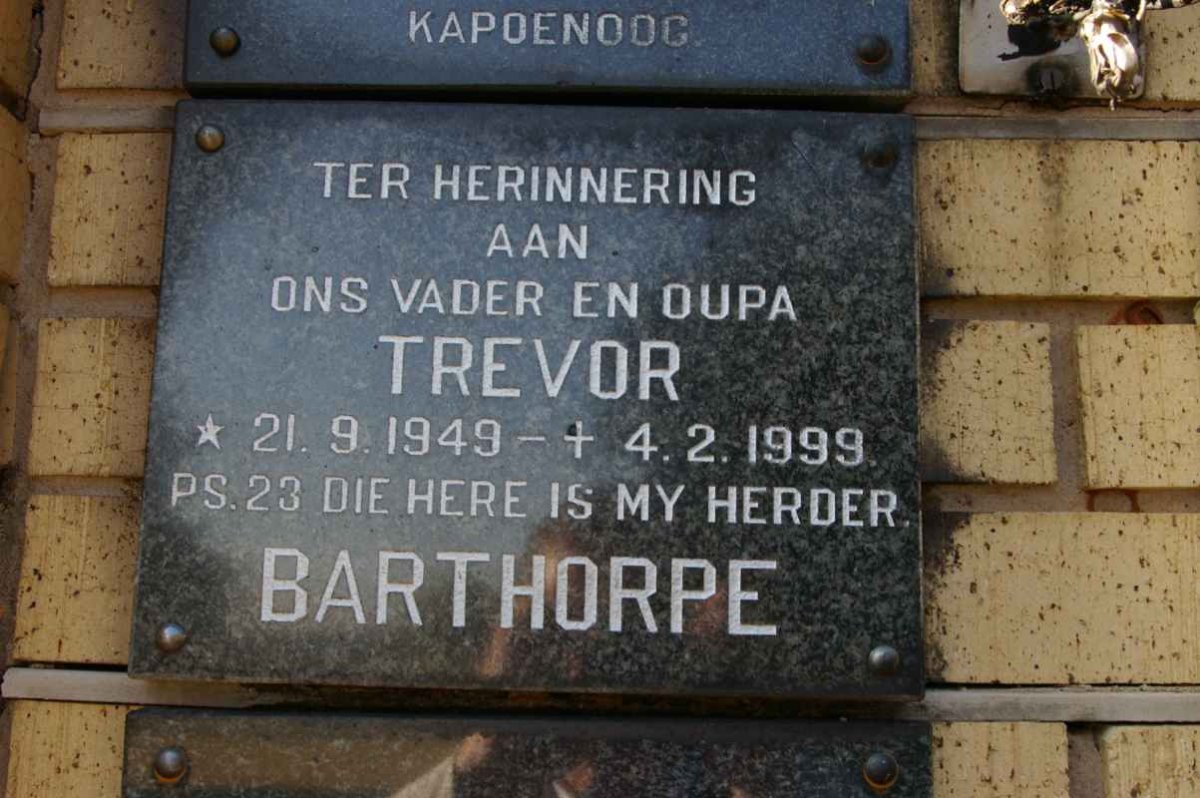 KAPOENOOG.
TER HERINNERING
AAN
ONS VADER EN OUPA
TREVOR
★ 21. 9. 1949 – ✝ 4. 2. 1999.
PS. 23 DIE HERE IS MY HERDER.
BARTHORPE